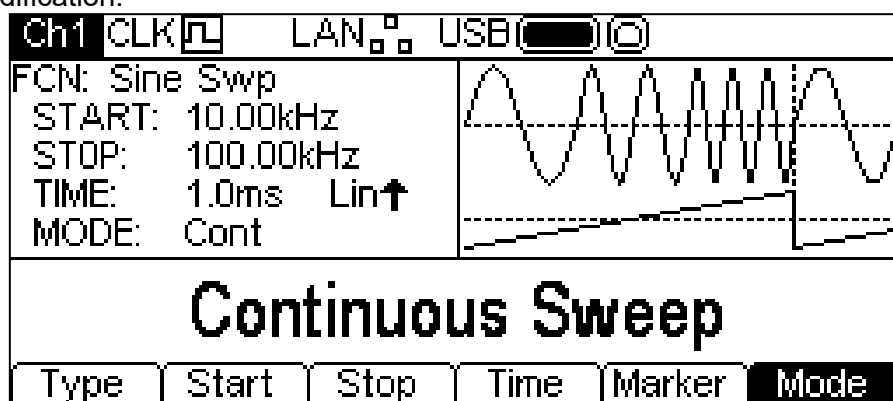 dification.
Ch1 CLK LAN USB
FCN: Sine Swp
START: 10.00kHz
STOP: 100.00kHz
TIME: 1.0ms Lin↑
MODE: Cont
Continuous Sweep
Type Start Stop Time Marker Mode